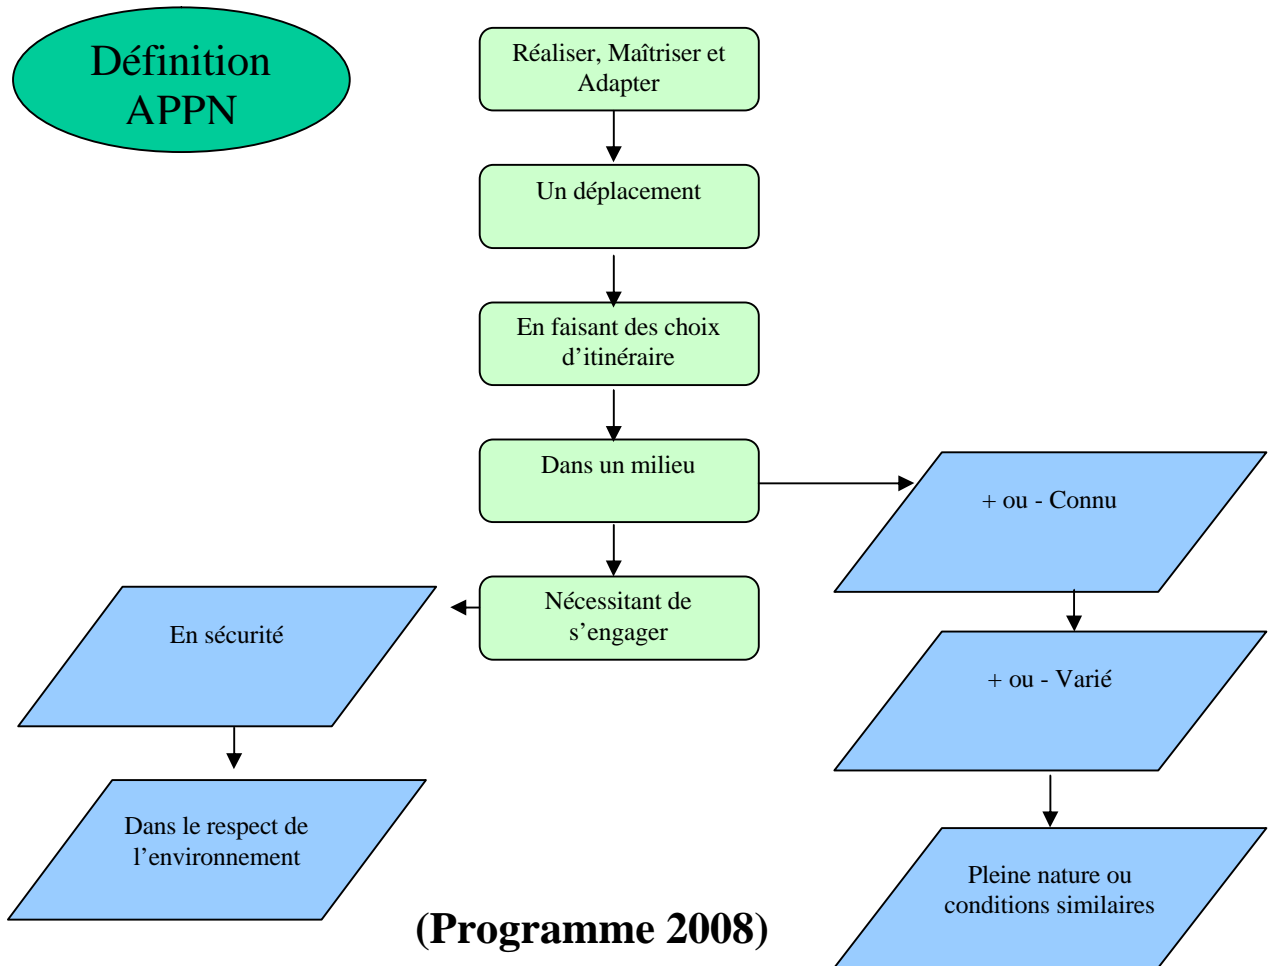 Définition
APPN
Réaliser, Maîtriser et
Adapter
Un déplacement
En faisant des choix
d’itinéraire
Dans un milieu
+ ou - Connu
Nécessitant de
s’engager
En sécurité
+ ou - Varié
Dans le respect de
l’environnement
Pleine nature ou
conditions similaires
(Programme 2008)